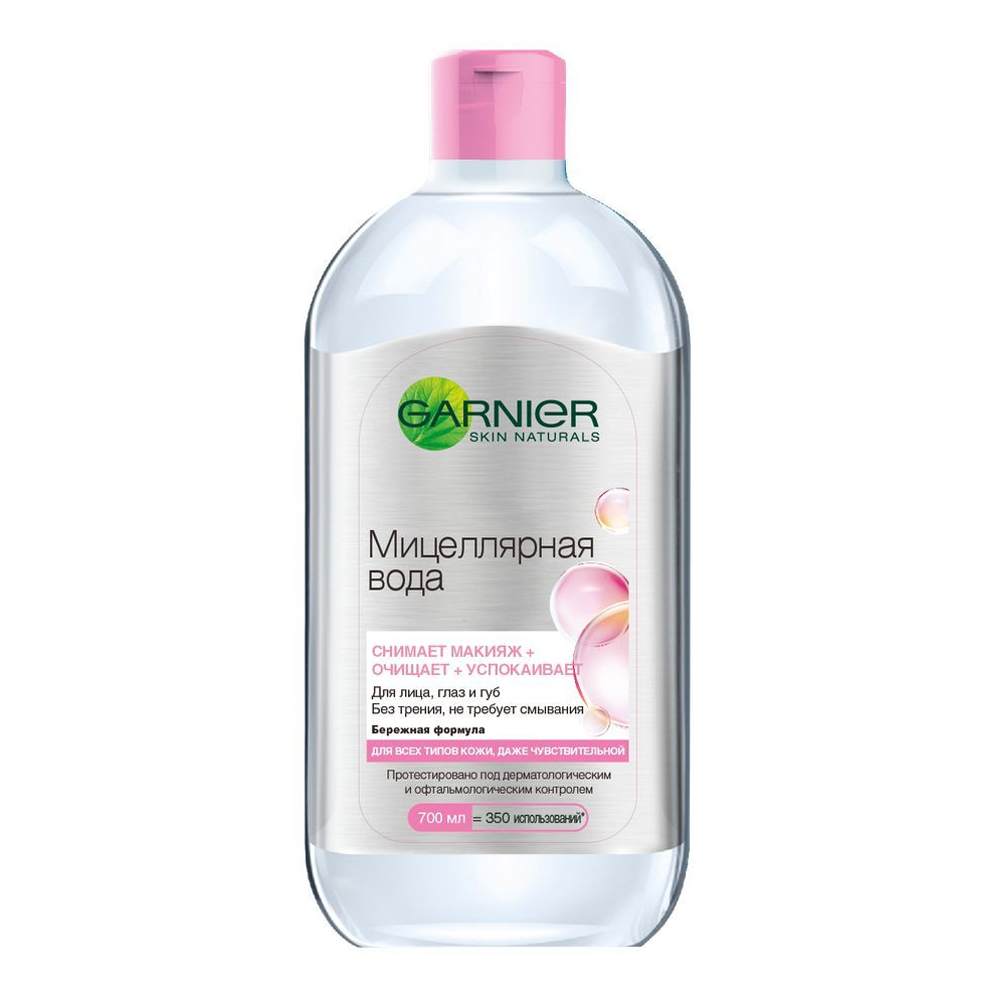 GARNIER
SKIN NATURALS
Мицеллярная
вода
СНИМАЕТ МАКИЯЖ +
ОЧИЩАЕТ + УСПОКАИВАЕТ
Для лица, глаз и губ
Без трения, не требует смывания
Бережная формула
ДЛЯ ВСЕХ ТИПОВ КОЖИ, ДАЖЕ ЧУВСТВИТЕЛЬНОЙ
Протестировано под дерматологическим
и офтальмологическим контролем
700 мл = 350 использований*